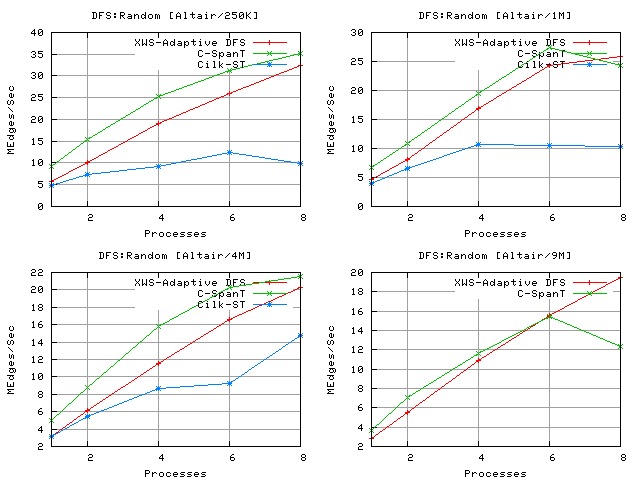 DFS:Random [Altair/250K]
40
35
30
25
20
15
10
5
0
MEdges/Sec
XWS-Adaptive DFS
C-SpanT
Cilk-ST
2 4 6 8
Processes
DFS:Random [Altair/1M]
30
25
20
15
10
5
0
MEdges/Sec
XWS-Adaptive DFS
C-SpanT
Cilk-ST
2 4 6 8
Processes
DFS:Random [Altair/4M]
22
20
18
16
14
12
10
8
6
4
2
MEdges/Sec
XWS-Adaptive DFS
C-SpanT
Cilk-ST
2 4 6 8
Processes
DFS:Random [Altair/9M]
20
18
16
14
12
10
8
6
4
2
MEdges/Sec
XWS-Adaptive DFS
C-SpanT
2 4 6 8
Processes